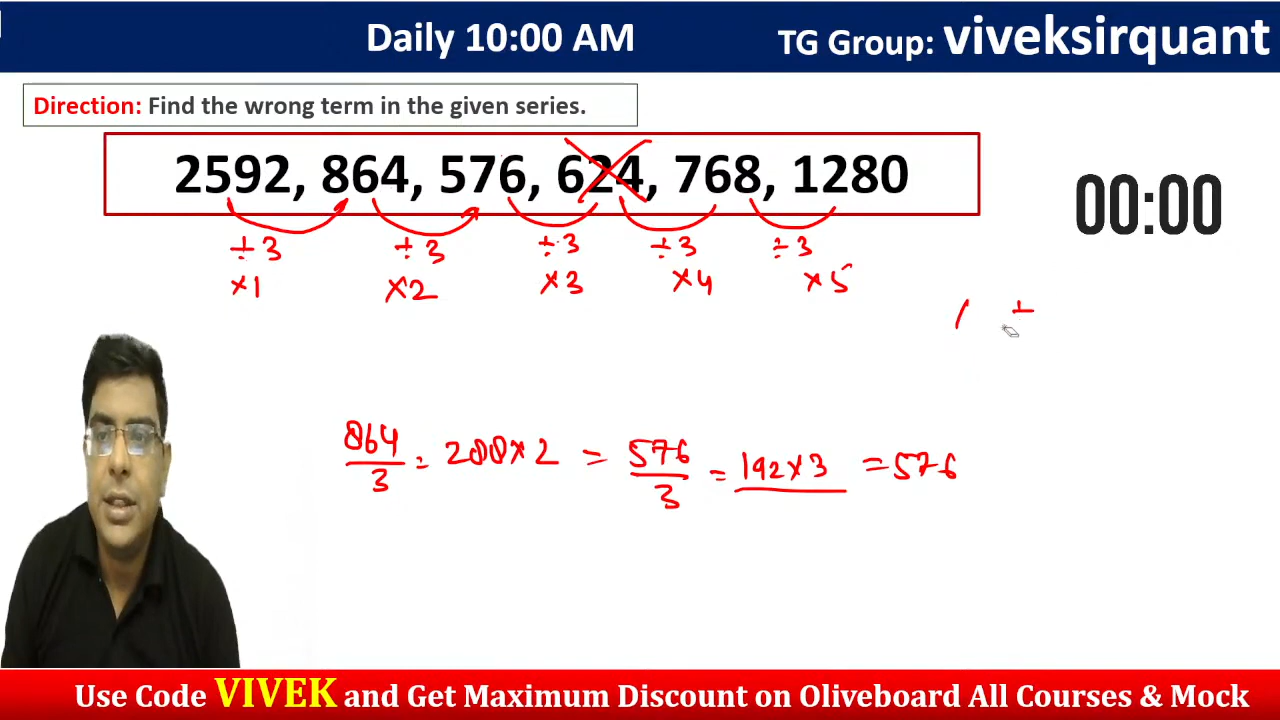 Daily 10:00 AM
TG Group: viveksirquant
Direction: Find the wrong term in the given series.
2592, 864, 576, 624, 768, 1280
00:00
÷3 ÷3 ÷3 ÷3 ÷3
×1 ×2 ×3 ×4 ×5
864/3 = 288×2 = 576/3 = 192×3 = 576
Use Code VIVEK and Get Maximum Discount on Oliveboard All Courses & Mock